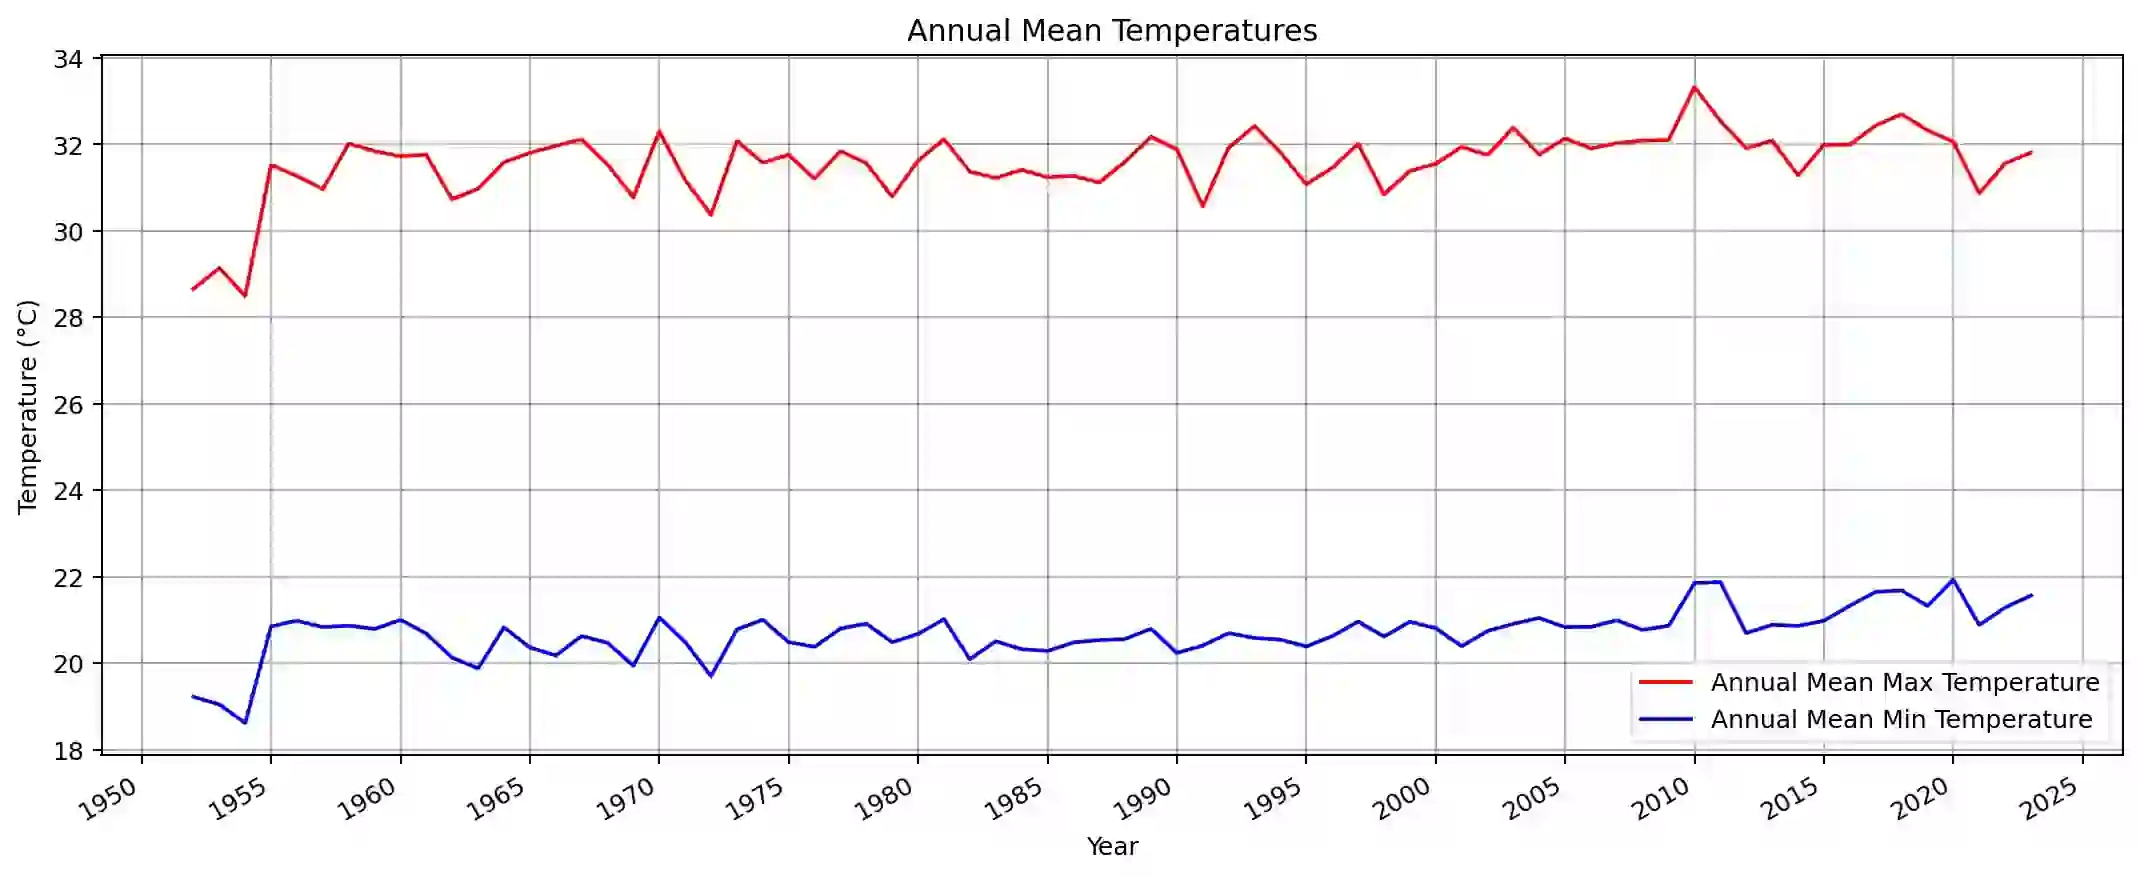 Annual Mean Temperatures
Temperature (°C)
34
32
30
28
26
24
22
20
18
Annual Mean Max Temperature
Annual Mean Min Temperature
1950 1955 1960 1965 1970 1975 1980 1985 1990 1995 2000 2005 2010 2015 2020 2025
Year